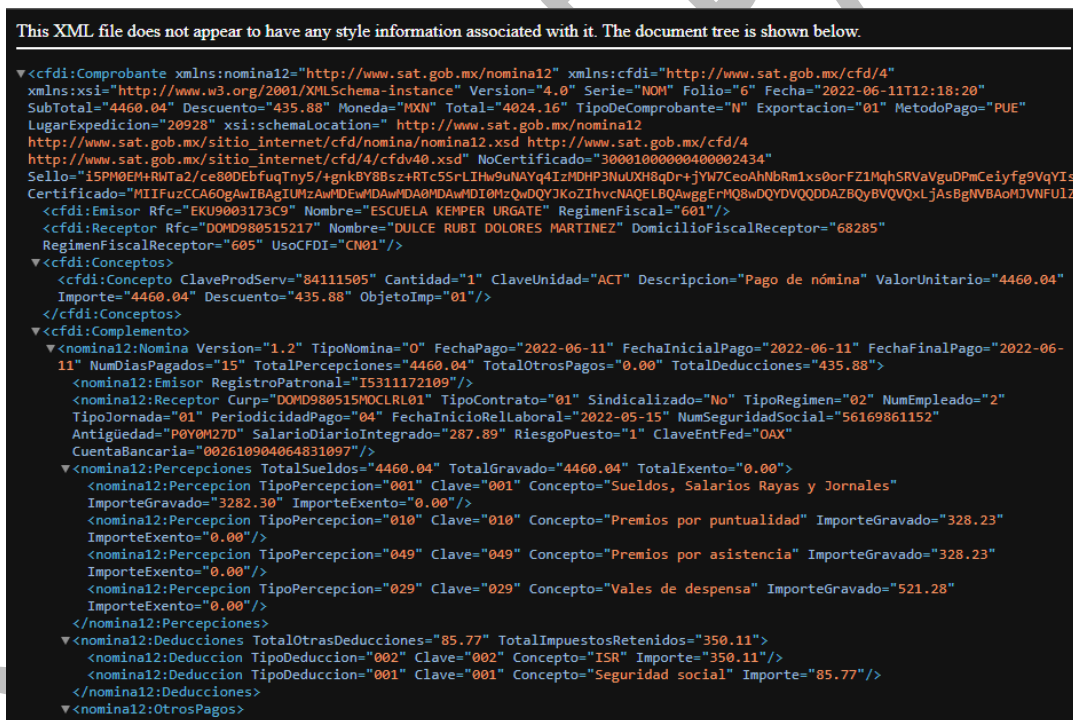 This XML file does not appear to have any style information associated with it. The document tree is shown below.
▼<cfdi:Comprobante xmlns:nomina12="http://www.sat.gob.mx/nomina12" xmlns:cfdi="http://www.sat.gob.mx/cfd/4"
xmlns:xsi="http://www.w3.org/2001/XMLSchema-instance" Version="4.0" Serie="NOM" Folio="6" Fecha="2022-06-11T12:18:20"
SubTotal="4460.04" Descuento="435.88" Moneda="MXN" Total="4024.16" TipoDeComprobante="N" Exportacion="01" MetodoPago="PUE"
LugarExpedicion="20928" xsi:schemaLocation=" http://www.sat.gob.mx/nomina12
http://www.sat.gob.mx/sitio_internet/cfd/nomina/nomina12.xsd http://www.sat.gob.mx/cfd/4
http://www.sat.gob.mx/sitio_internet/cfd/4/cfdv40.xsd" NoCertificado="30001000000400002434"
Sello="i5PM0EM+RWTa2/ce80DEbfuqTny5/+gnkBY8Bsz+RTc5SrLIHw9uNAYq4IzMDHP3NuUXH8qDr+jYW7CeoAhNbRm1xs0orFZ1MqhSRVaVguDPmCeiyfg9VqYIs
Certificado="MIIFuzCCA6OgAwIBAgIUMzAwMDEwMDAwMDA0MDAwMDI0MzQwDQYJKoZIhvcNAQELBQAwggErMQ8wDQYDVQQDDAZBQyBVQVQxLjAsBgNVBAoMJVNFUlZ
<cfdi:Emisor Rfc="EKU9003173C9" Nombre="ESCUELA KEMPER URGATE" RegimenFiscal="601"/>
<cfdi:Receptor Rfc="DOMD980515217" Nombre="DULCE RUBI DOLORES MARTINEZ" DomicilioFiscalReceptor="68285"
RegimenFiscalReceptor="605" UsoCFDI="CN01"/>
▼<cfdi:Conceptos>
<cfdi:Concepto ClaveProdServ="84111505" Cantidad="1" ClaveUnidad="ACT" Descripcion="Pago de nómina" ValorUnitario="4460.04"
Importe="4460.04" Descuento="435.88" ObjetoImp="01"/>
</cfdi:Conceptos>
▼<cfdi:Complemento>
▼<nomina12:Nomina Version="1.2" TipoNomina="O" FechaPago="2022-06-11" FechaInicialPago="2022-06-11" FechaFinalPago="2022-06-
11" NumDiasPagados="15" TotalPercepciones="4460.04" TotalOtrosPagos="0.00" TotalDeducciones="435.88">
<nomina12:Emisor RegistroPatronal="I5311172109"/>
<nomina12:Receptor Curp="DOMD980515MOCLRL01" TipoContrato="01" Sindicalizado="No" TipoRegimen="02" NumEmpleado="2"
TipoJornada="01" PeriodicidadPago="04" FechaInicioRelLaboral="2022-05-15" NumSeguridadSocial="56169861152"
Antigüedad="P0Y0M27D" SalarioDiarioIntegrado="287.89" RiesgoPuesto="1" ClaveEntFed="OAX"
CuentaBancaria="002610904064831097"/>
▼<nomina12:Percepciones TotalSueldos="4460.04" TotalGravado="4460.04" TotalExento="0.00">
<nomina12:Percepcion TipoPercepcion="001" Clave="001" Concepto="Sueldos, Salarios Rayas y Jornales"
ImporteGravado="3282.30" ImporteExento="0.00"/>
<nomina12:Percepcion TipoPercepcion="010" Clave="010" Concepto="Premios por puntualidad" ImporteGravado="328.23"
ImporteExento="0.00"/>
<nomina12:Percepcion TipoPercepcion="049" Clave="049" Concepto="Premios por asistencia" ImporteGravado="328.23"
ImporteExento="0.00"/>
<nomina12:Percepcion TipoPercepcion="029" Clave="029" Concepto="Vales de despensa" ImporteGravado="521.28"
ImporteExento="0.00"/>
</nomina12:Percepciones>
▼<nomina12:Deducciones TotalOtrasDeducciones="85.77" TotalImpuestosRetenidos="350.11">
<nomina12:Deduccion TipoDeduccion="002" Clave="002" Concepto="ISR" Importe="350.11"/>
<nomina12:Deduccion TipoDeduccion="001" Clave="001" Concepto="Seguridad social" Importe="85.77"/>
</nomina12:Deducciones>
▼<nomina12:OtrosPagos>